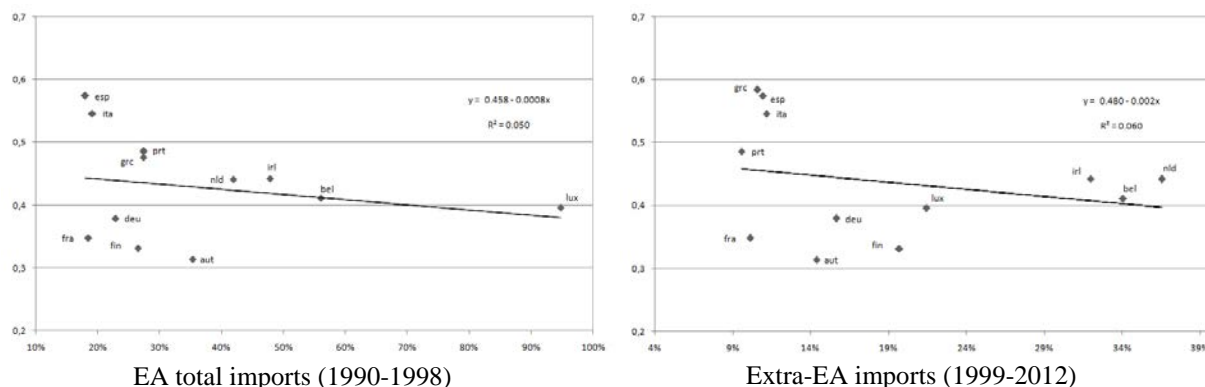 0,7
0,6
0,5
0,4
0,3
0,2
esp
ita
prt
grc
nld
irl
bel
lux
deu
fra
fin
aut
y = 0.458 - 0.0008x
R² = 0.050
10% 20% 30% 40% 50% 60% 70% 80% 90% 100%
EA total imports (1990-1998)
0,7
0,6
0,5
0,4
0,3
0,2
grc
esp
ita
prt
irl
nld
bel
lux
deu
fra
fin
aut
y = 0.480 - 0.002x
R² = 0.060
4% 9% 14% 19% 24% 29% 34% 39%
Extra-EA imports (1999-2012)